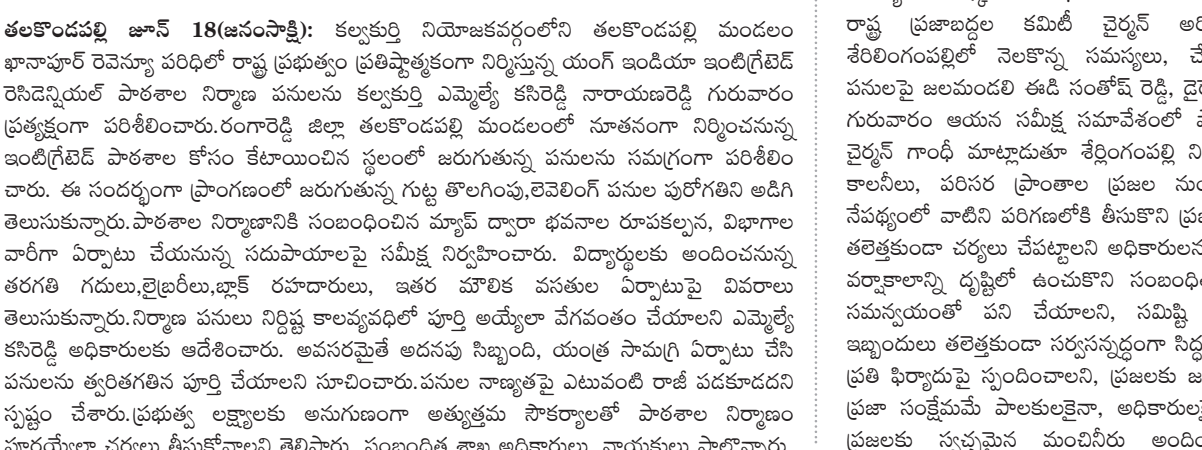 తలకొండపల్లి జూన్ 18(జనంసాక్షి): కల్వకుర్తి నియోజకవర్గంలోని తలకొండపల్లి మండలం
ఖానాపూర్ రెవెన్యూ పరిధిలో రాష్ట్ర ప్రభుత్వం ప్రతిష్ఠాత్మకంగా నిర్మిస్తున్న యంగ్ ఇండియా ఇంటిగ్రేటెడ్
రెసిడెన్షియల్ పాఠశాల నిర్మాణ పనులను కల్వకుర్తి ఎమ్మెల్యే కసిరెడ్డి నారాయణరెడ్డి గురువారం
ప్రత్యక్షంగా పరిశీలించారు.రంగారెడ్డి జిల్లా తలకొండపల్లి మండలంలో నూతనంగా నిర్మించనున్న
ఇంటిగ్రేటెడ్ పాఠశాల కోసం కేటాయించిన స్థలంలో జరుగుతున్న పనులను సమగ్రంగా పరిశీలిం
చారు. ఈ సందర్భంగా ప్రాంగణంలో జరుగుతున్న గుట్ట తొలగింపు,లెవెలింగ్ పనుల పురోగతిని అడిగి
తెలుసుకున్నారు.పాఠశాల నిర్మాణానికి సంబంధించిన మ్యాప్ ద్వారా భవనాల రూపకల్పన, విభాగాల
వారీగా ఏర్పాటు చేయనున్న సదుపాయాలపై సమీక్ష నిర్వహించారు. విద్యార్థులకు అందించనున్న
తరగతి గదులు,లైబ్రరీలు,బ్లాక్ రహదారులు, ఇతర మౌలిక వసతుల ఏర్పాటుపై వివరాలు
తెలుసుకున్నారు.నిర్మాణ పనులు నిర్దిష్ట కాలవ్యవధిలో పూర్తి అయ్యేలా వేగవంతం చేయాలని ఎమ్మెల్యే
కసిరెడ్డి అధికారులకు ఆదేశించారు. అవసరమైతే అదనపు సిబ్బంది, యంత్ర సామగ్రి ఏర్పాటు చేసి
పనులను త్వరితగతిన పూర్తి చేయాలని సూచించారు.పనుల నాణ్యతపై ఎటువంటి రాజీ పడకూడదని
స్పష్టం చేశారు.ప్రభుత్వ లక్ష్యాలకు అనుగుణంగా అత్యుత్తమ సౌకర్యాలతో పాఠశాల నిర్మాణం
చర్యలు తీసుకోవాలని తెలిపారు. సంబంధిత శాఖ అధికారులు, నాయకులు పాల్గొన్నారు.
రాష్ట్ర ప్రజాబద్దల కమిటీ చైర్మన్
శేరిలింగంపల్లిలో నెలకొన్న సమస్యలు,
పనులపై జలమండలి ఈడి సంతోష్ రెడ్డి,
గురువారం ఆయన సమీక్ష సమావేశంలో
చైర్మన్ గాంధీ మాట్లాడుతూ శేర్లింగంపల్లి
కాలనీలు, పరిసర ప్రాంతాల ప్రజల
నేపథ్యంలో వాటిని పరిగణలోకి తీసుకొని
తలెత్తకుండా చర్యలు చేపట్టాలని
వర్షాకాలాన్ని దృష్టిలో ఉంచుకొని
సమన్వయంతో పని చేయాలని, సమిష్టి
ఇబ్బందులు తలెత్తకుండా సర్వసన్నద్ధంగా
ప్రతి ఫిర్యాదుపై స్పందించాలని, ప్రజలకు
ప్రజా సంక్షేమమే పాలకులకైనా,
ప్రజలకు స్వచ్ఛమైన మంచినీరు